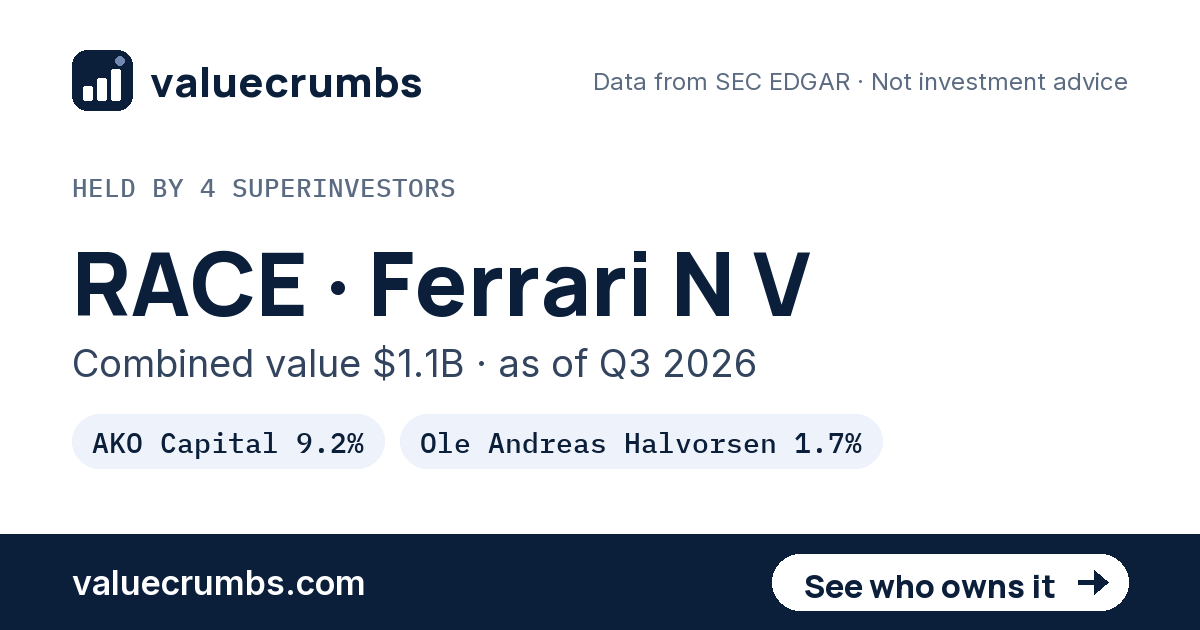 valuecrumbs
Data from SEC EDGAR · Not investment advice
HELD BY 4 SUPERINVESTORS
RACE · Ferrari N V
Combined value $1.1B · as of Q3 2026
AKO Capital 9.2%
Ole Andreas Halvorsen 1.7%
valuecrumbs.com
See who owns it →